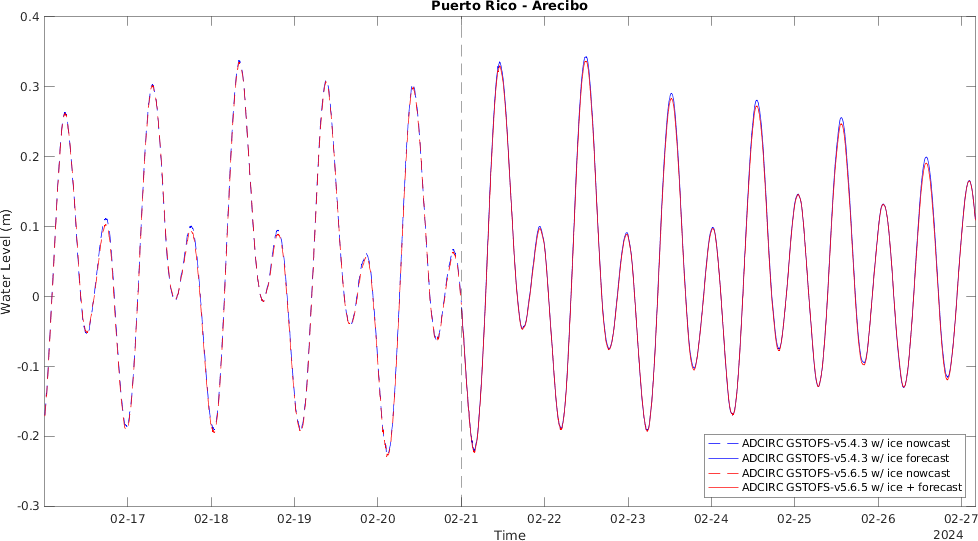 Puerto Rico - Arecibo
0.4
0.3
0.2
0.1
0
-0.1
-0.2
-0.3
Water Level (m)
02-17 02-18 02-19 02-20 02-21 02-22 02-23 02-24 02-25 02-26 02-27
2024
Time
ADCIRC GSTOFS-v5.4.3 w/ ice nowcast
ADCIRC GSTOFS-v5.4.3 w/ ice forecast
ADCIRC GSTOFS-v5.6.5 w/ ice nowcast
ADCIRC GSTOFS-v5.6.5 w/ ice + forecast